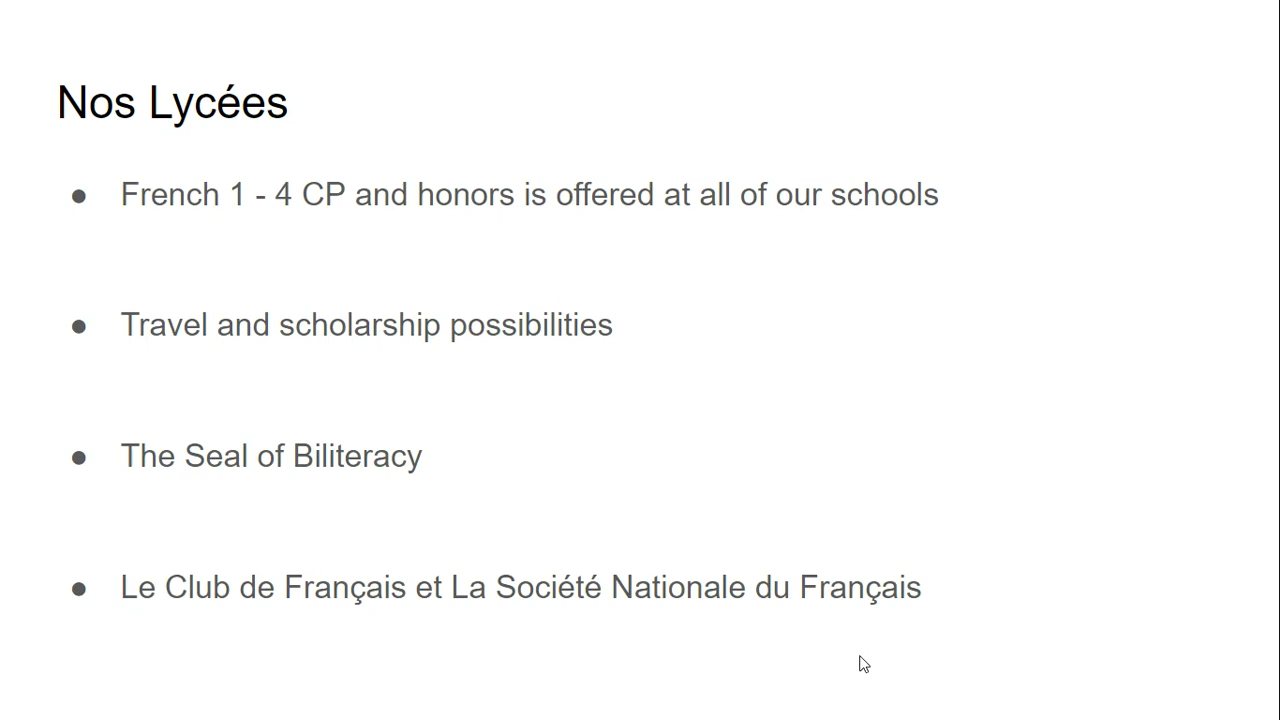 Nos Lycées
● French 1 - 4 CP and honors is offered at all of our schools
● Travel and scholarship possibilities
● The Seal of Biliteracy
● Le Club de Français et La Société Nationale du Français